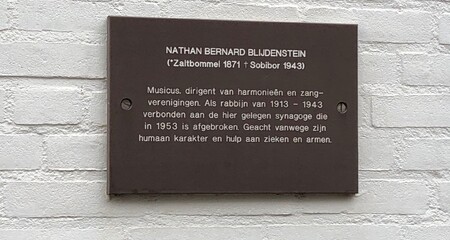 NATHAN BERNARD BLIJDENSTEIN
(*Zaltbommel 1871 † Sobibor 1943)
Musicus, dirigent van harmonieën en zang-
verenigingen. Als rabbijn van 1913 - 1943
verbonden aan de hier gelegen synagoge die
in 1953 is afgebroken. Geacht vanwege zijn
humaan karakter en hulp aan zieken en armen.